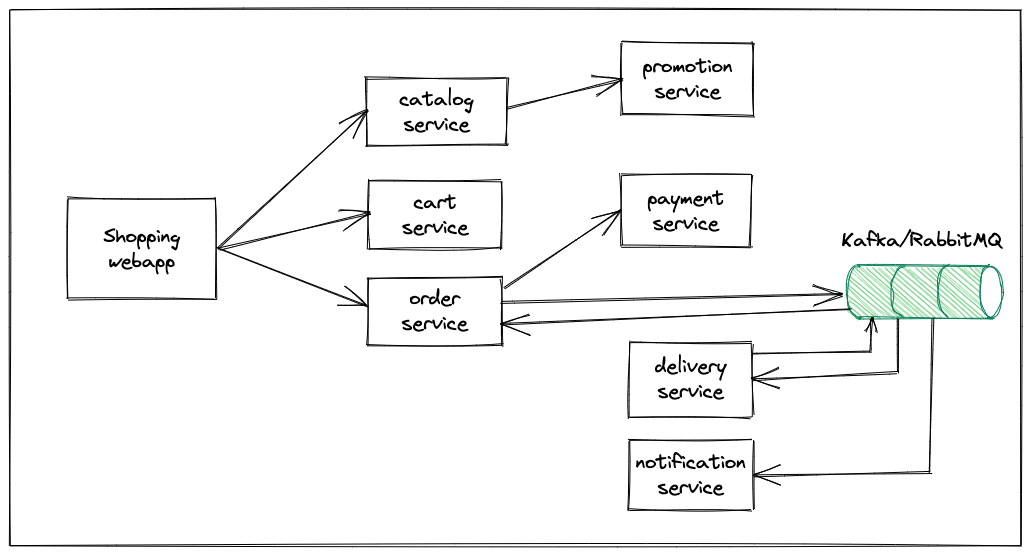 promotion
service
catalog
service
cart
service
payment
service
Shopping
webapp
Kafka/RabbitMQ
order
service
delivery
service
notification
service